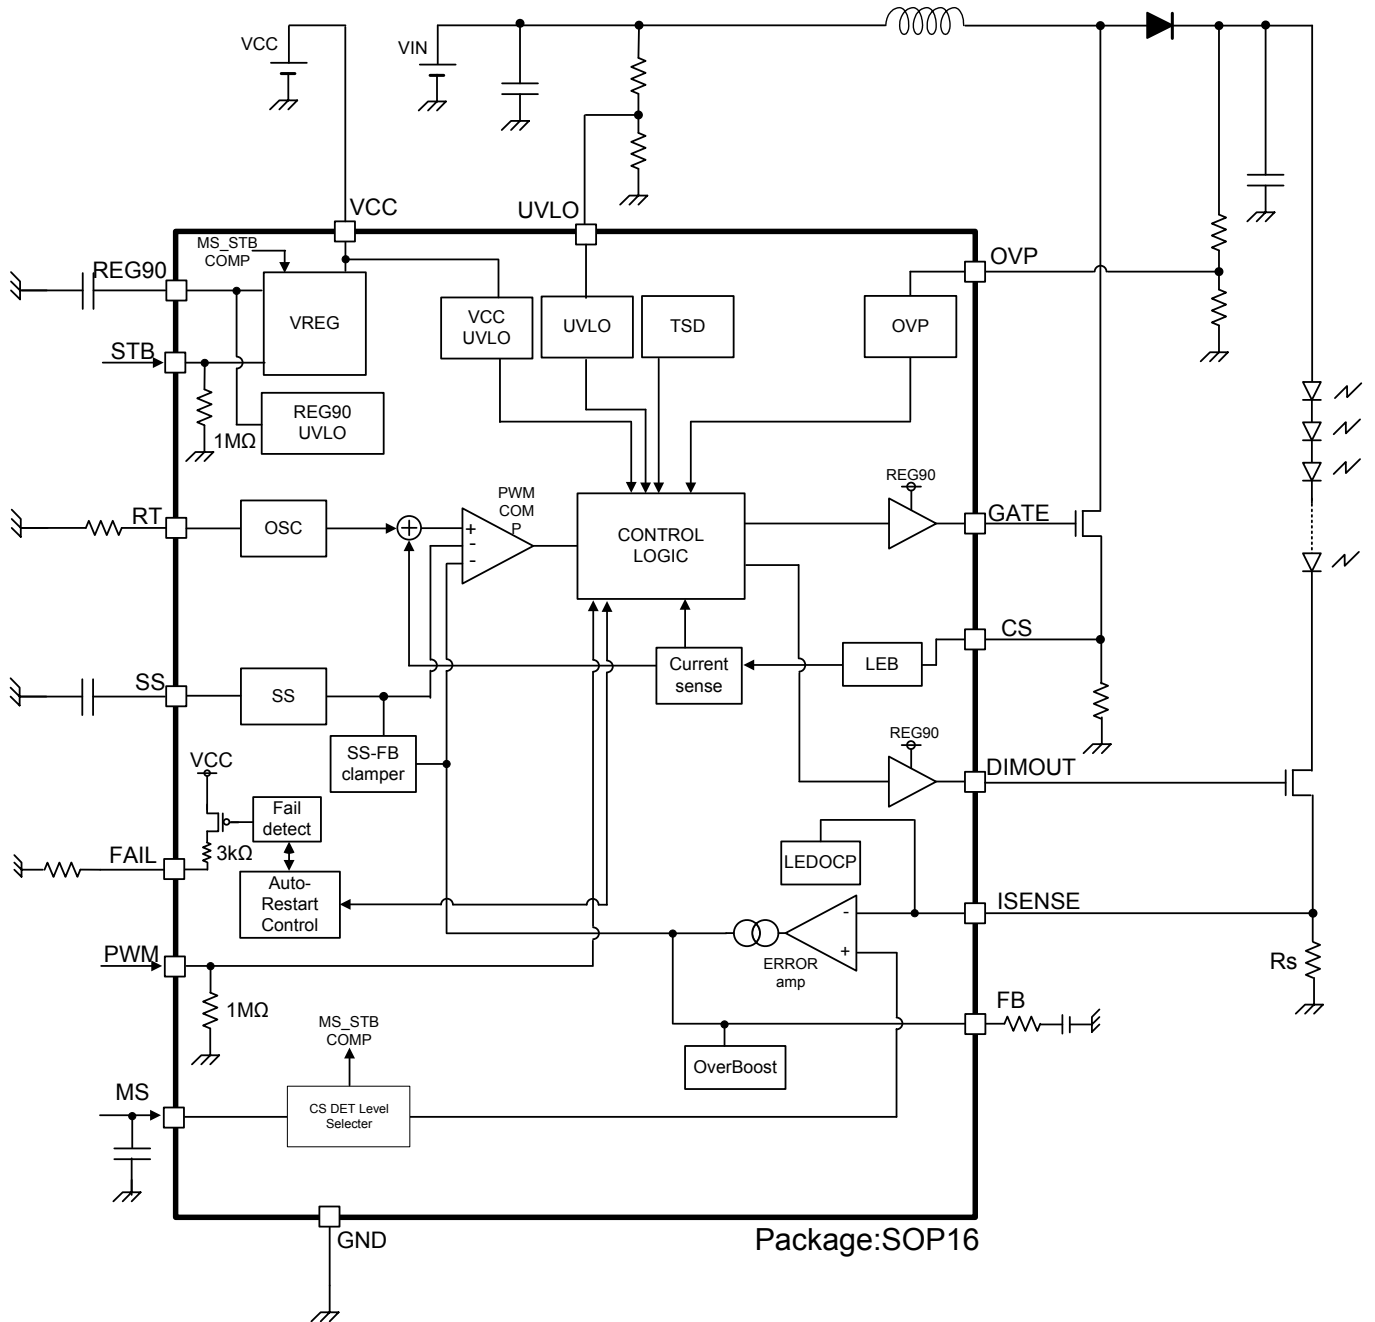 VCC
VIN
VCC
UVLO
MS_STB
COMP
REG90
VREG
VCC
UVLO
UVLO
TSD
OVP
OVP
STB
REG90
UVLO
1MΩ
RT
OSC
+
-
-
PWM
COM
P
CONTROL
LOGIC
REG90
GATE
CS
SS
SS
Current
sense
LEB
SS-FB
clamper
REG90
DIMOUT
VCC
Fail
detect
3kΩ
FAIL
Auto-
Restart
Control
LEDOCP
-
+
ERROR
amp
ISENSE
Rs
PWM
1MΩ
FB
MS_STB
COMP
OverBoost
MS
CS DET Level
Selecter
GND
Package:SOP16